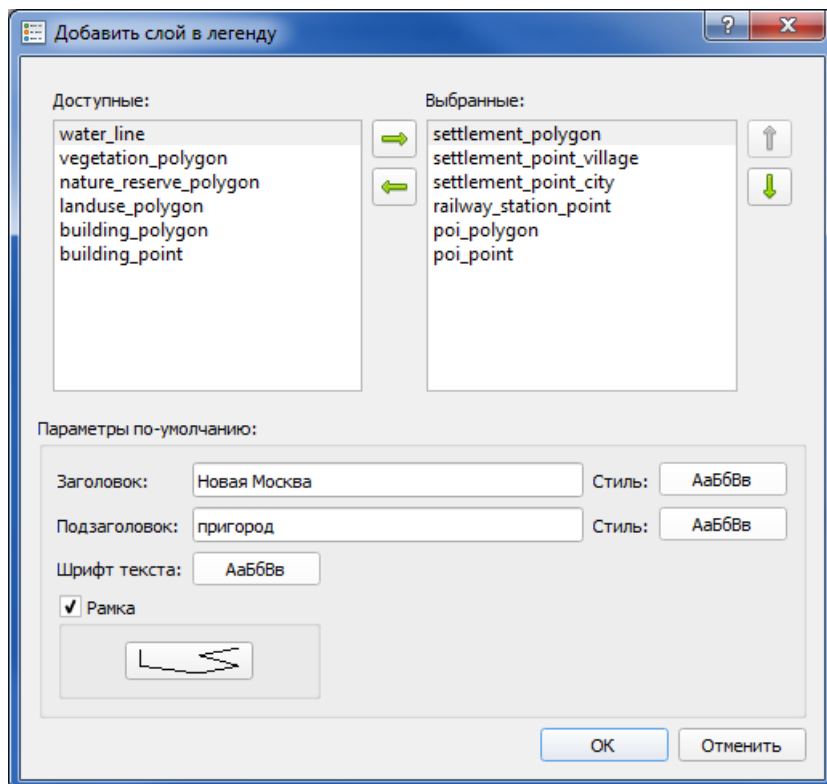 Добавить слой в легенду
?
Доступные:
Выбранные:
water_line
vegetation_polygon
nature_reserve_polygon
landuse_polygon
building_polygon
building_point
settlement_polygon
settlement_point_village
settlement_point_city
railway_station_point
poi_polygon
poi_point
Параметры по-умолчанию:
Заголовок: Новая Москва Стиль: АаБбВв
Подзаголовок: пригород Стиль: АаБбВв
Шрифт текста: АаБбВв
Рамка
ОК Отменить